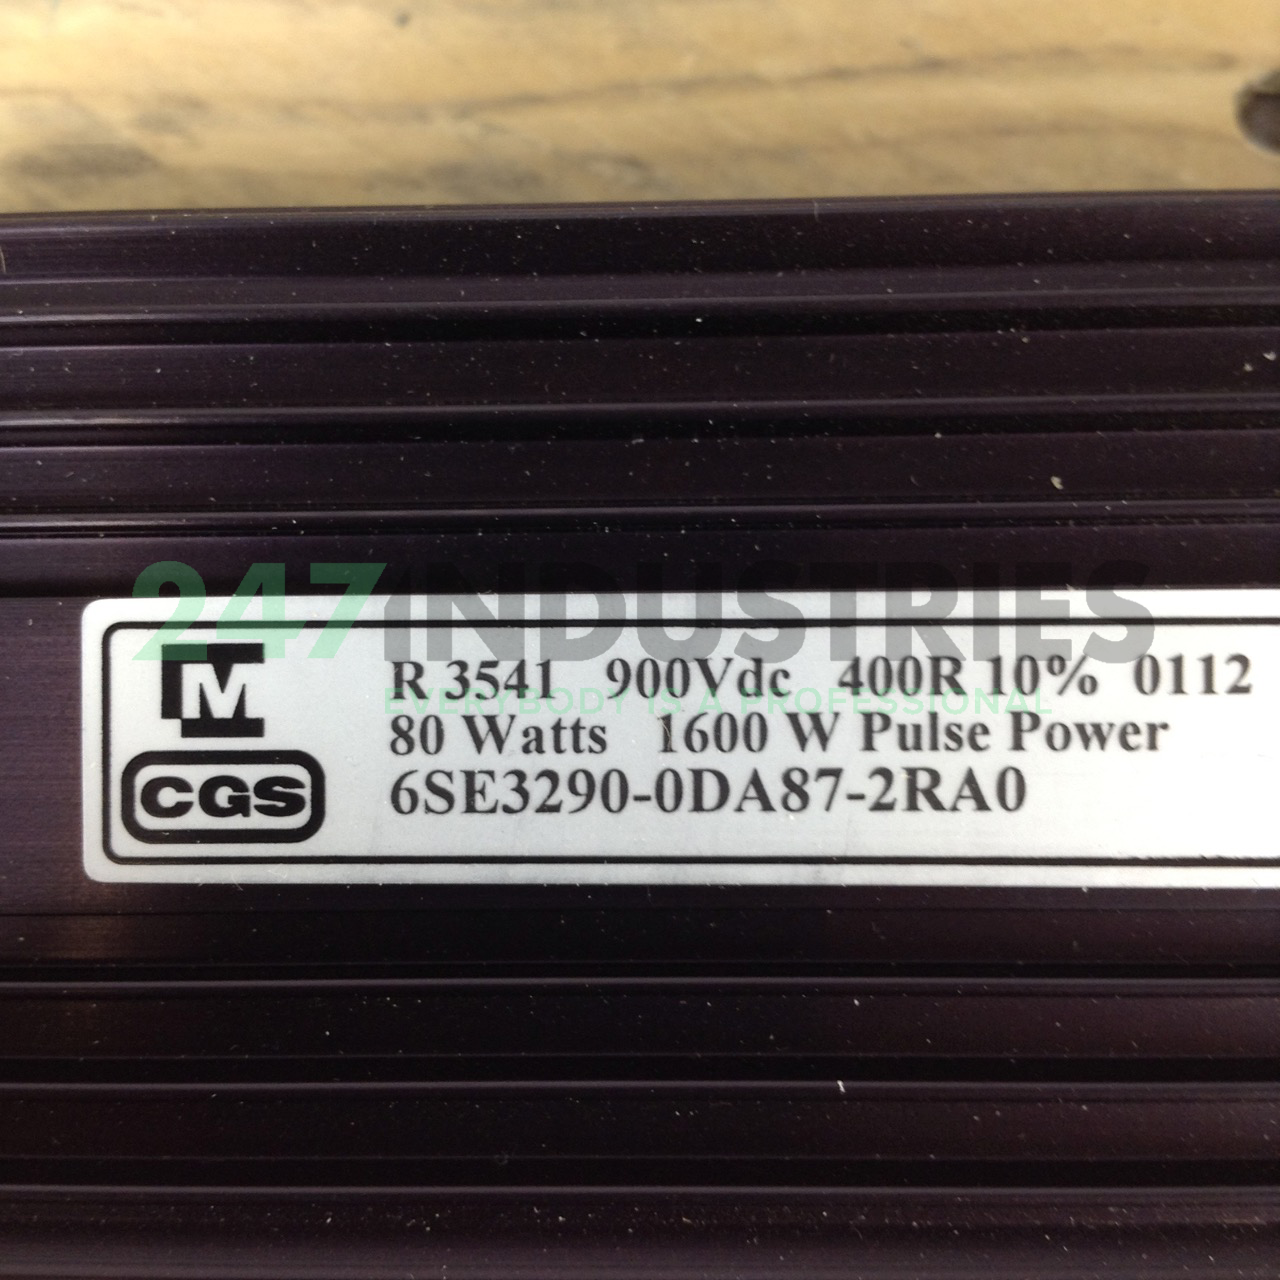 247INDUSTRIES
EVERYBODY IS A PROFESSIONAL
M
CGS
R 3541 900Vdc 400R 10% 0112
80 Watts 1600 W Pulse Power
6SE3290-0DA87-2RA0